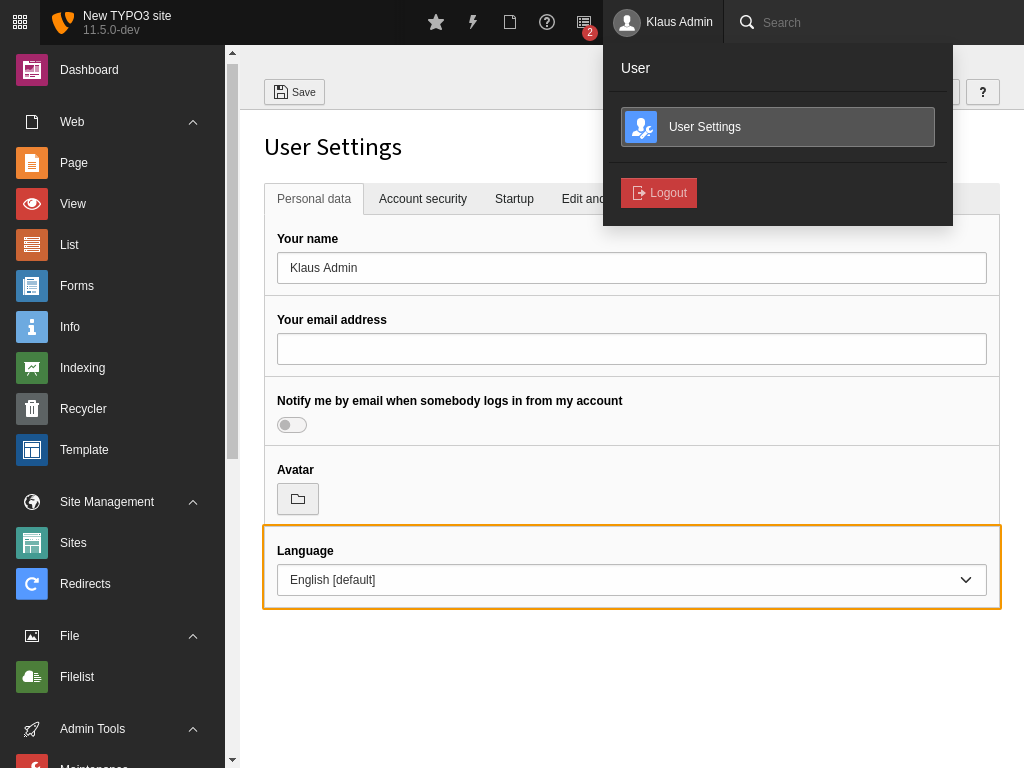 New TYPO3 site
11.5.0-dev
2
Klaus Admin
Search
User
User Settings
Logout
Dashboard
Web
Page
View
List
Forms
Info
Indexing
Recycler
Template
Site Management
Sites
Redirects
File
Filelist
Admin Tools
Maintenance
Save
?
User Settings
Personal data
Account security
Startup
Edit and
Your name
Klaus Admin
Your email address
Notify me by email when somebody logs in from my account
Avatar
Language
English [default]